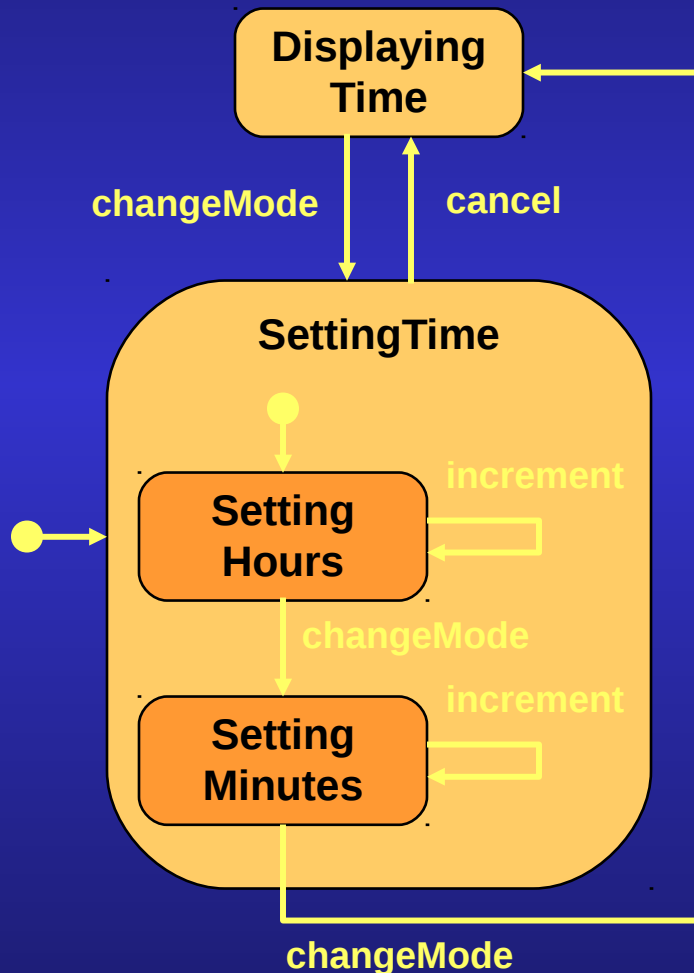 Displaying
Time
changeMode
cancel
SettingTime
increment
Setting
Hours
changeMode
increment
Setting
Minutes
changeMode